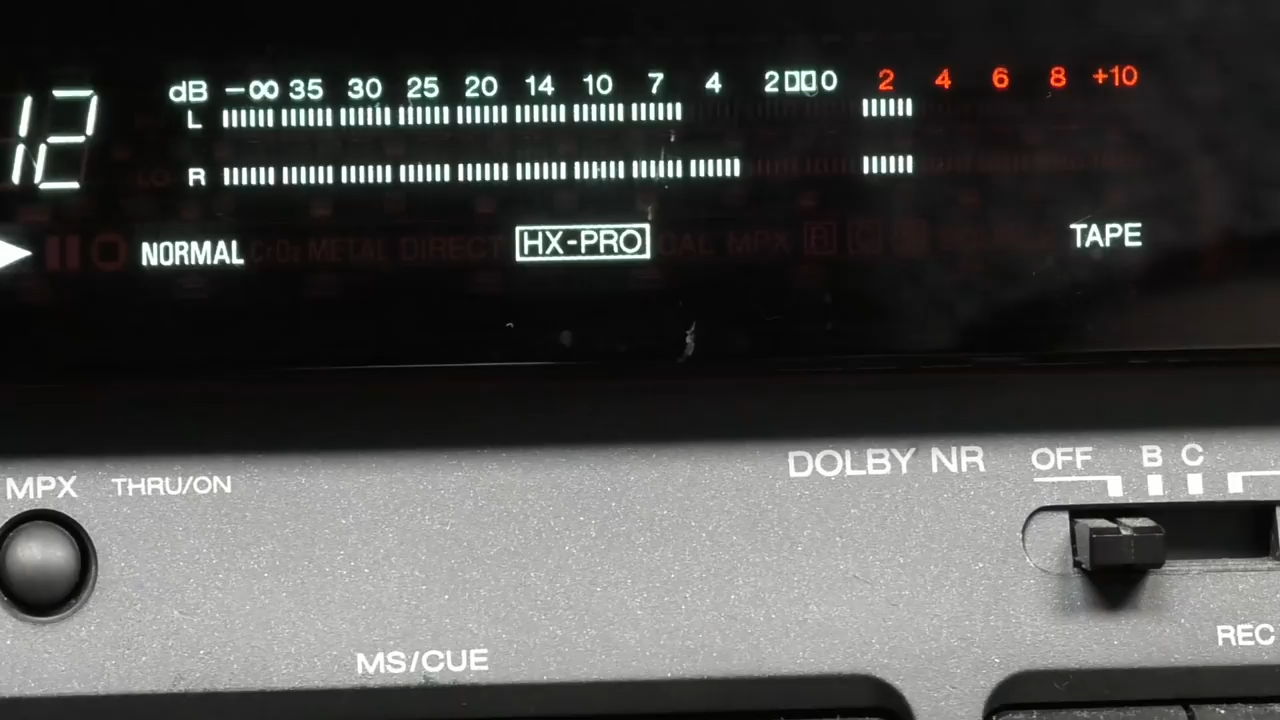 12
dB -∞ 35 30 25 20 14 10 7 4 2 0 2 4 6 8 +10
L
R
NORMAL CrO2 METAL DIRECT HX-PRO CAL MPX B C TAPE
DOLBY NR OFF B C
MPX THRU/ON
REC
MS/CUE